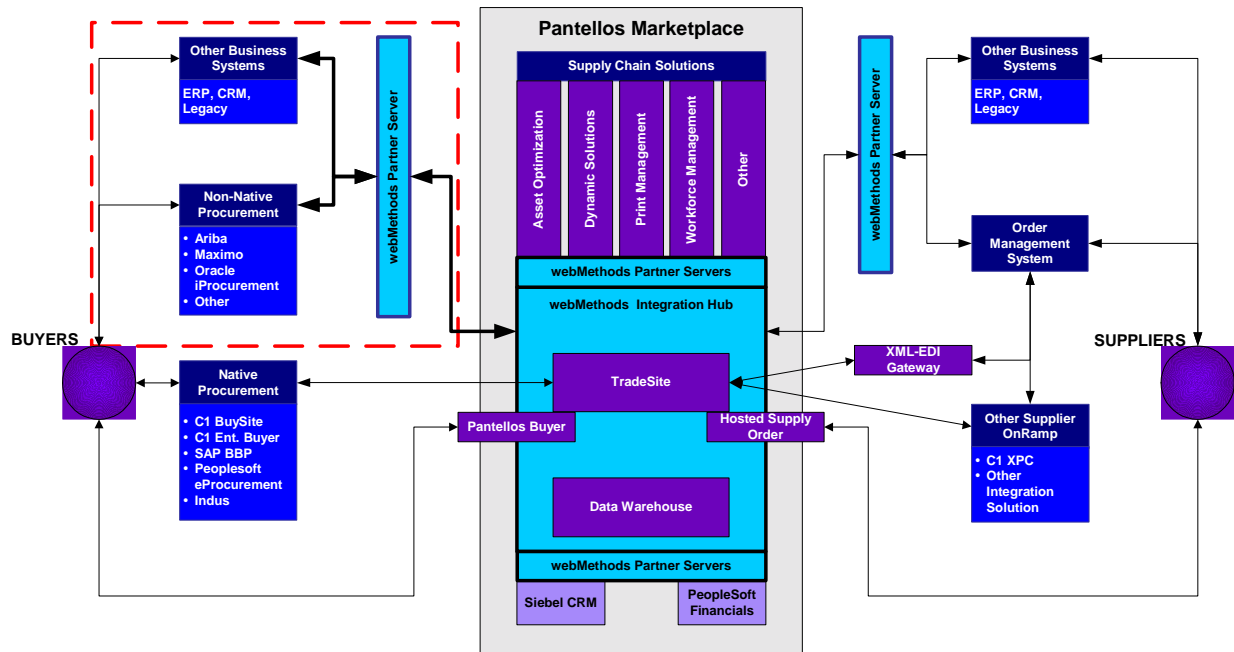 Pantellos Marketplace
Other Business
Systems
ERP, CRM,
Legacy
Non-Native
Procurement
• Ariba
• Maximo
• Oracle
iProcurement
• Other
webMethods Partner Server
BUYERS
Native
Procurement
• C1 BuySite
• C1 Ent. Buyer
• SAP BBP
• Peoplesoft
eProcurement
• Indus
Supply Chain Solutions
Asset Optimization
Dynamic Solutions
Print Management
Workforce Management
Other
webMethods Partner Servers
webMethods Integration Hub
TradeSite
Pantellos Buyer
Hosted Supply
Order
Data Warehouse
webMethods Partner Servers
Siebel CRM
PeopleSoft
Financials
webMethods Partner Server
Other Business
Systems
ERP, CRM,
Legacy
Order
Management
System
XML-EDI
Gateway
SUPPLIERS
Other Supplier
OnRamp
• C1 XPC
• Other
Integration
Solution